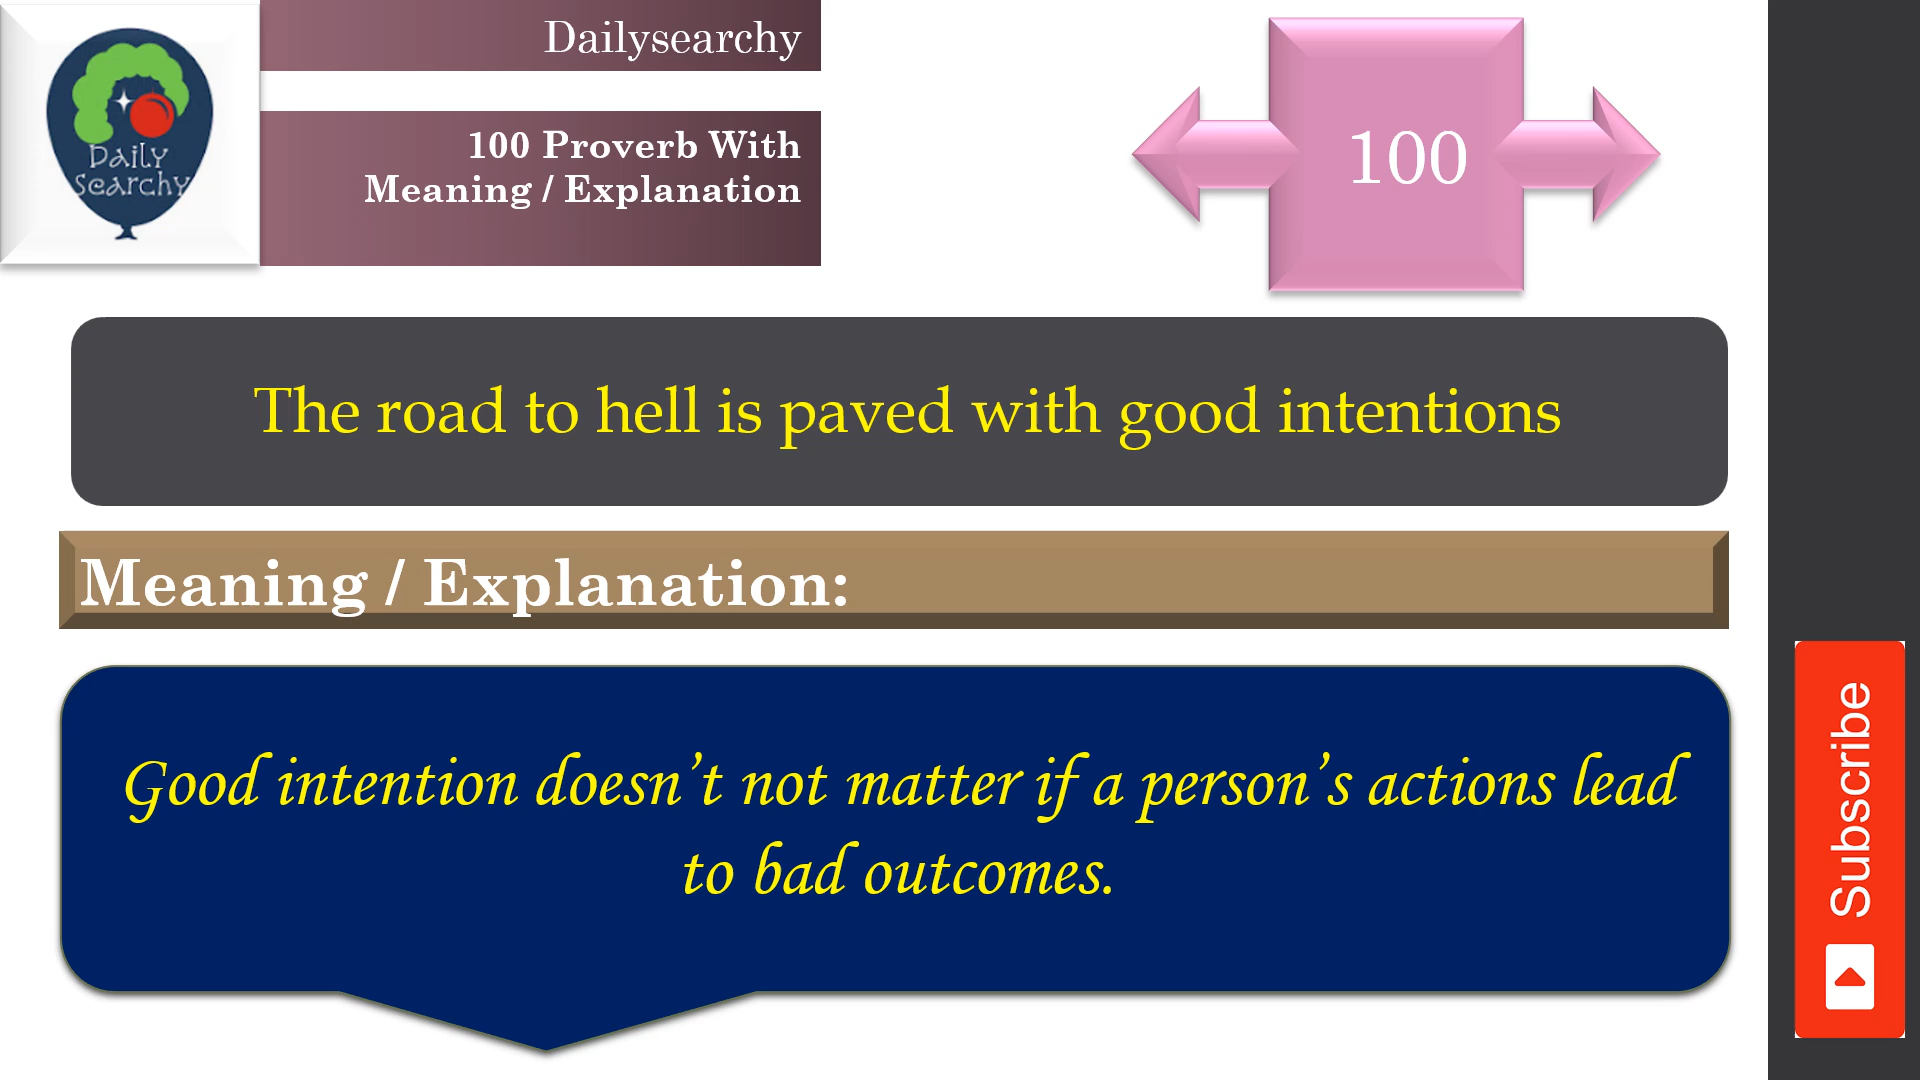 Daily
Searchy
Dailysearchy
100 Proverb With
Meaning / Explanation
100
The road to hell is paved with good intentions
Meaning / Explanation:
Good intention doesn’t not matter if a person’s actions lead
to bad outcomes.
Subscribe